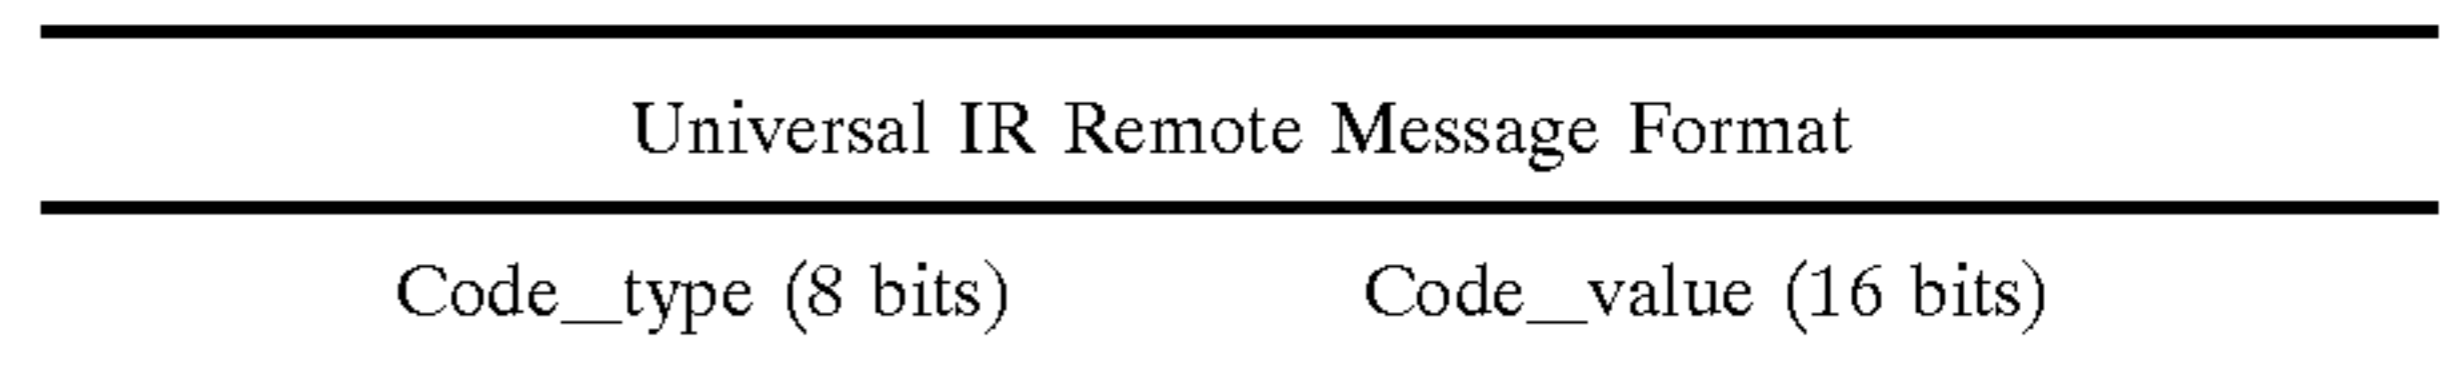 Universal IR Remote Message Format
Code_type (8 bits) Code_value (16 bits)